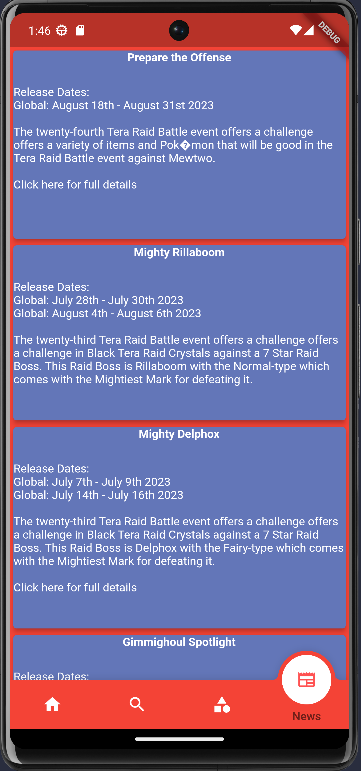 1:46
DEBUG
Prepare the Offense
Release Dates:
Global: August 18th - August 31st 2023
The twenty-fourth Tera Raid Battle event offers a challenge
offers a variety of items and Pok�mon that will be good in the
Tera Raid Battle event against Mewtwo.
Click here for full details
Mighty Rillaboom
Release Dates:
Global: July 28th - July 30th 2023
Global: August 4th - August 6th 2023
The twenty-third Tera Raid Battle event offers a challenge offers
a challenge in Black Tera Raid Crystals against a 7 Star Raid
Boss. This Raid Boss is Rillaboom with the Normal-type which
comes with the Mightiest Mark for defeating it.
Mighty Delphox
Release Dates:
Global: July 7th - July 9th 2023
Global: July 14th - July 16th 2023
The twenty-third Tera Raid Battle event offers a challenge offers
a challenge in Black Tera Raid Crystals against a 7 Star Raid
Boss. This Raid Boss is Delphox with the Fairy-type which comes
with the Mightiest Mark for defeating it.
Click here for full details
Gimmighoul Spotlight
Release Dates:
News